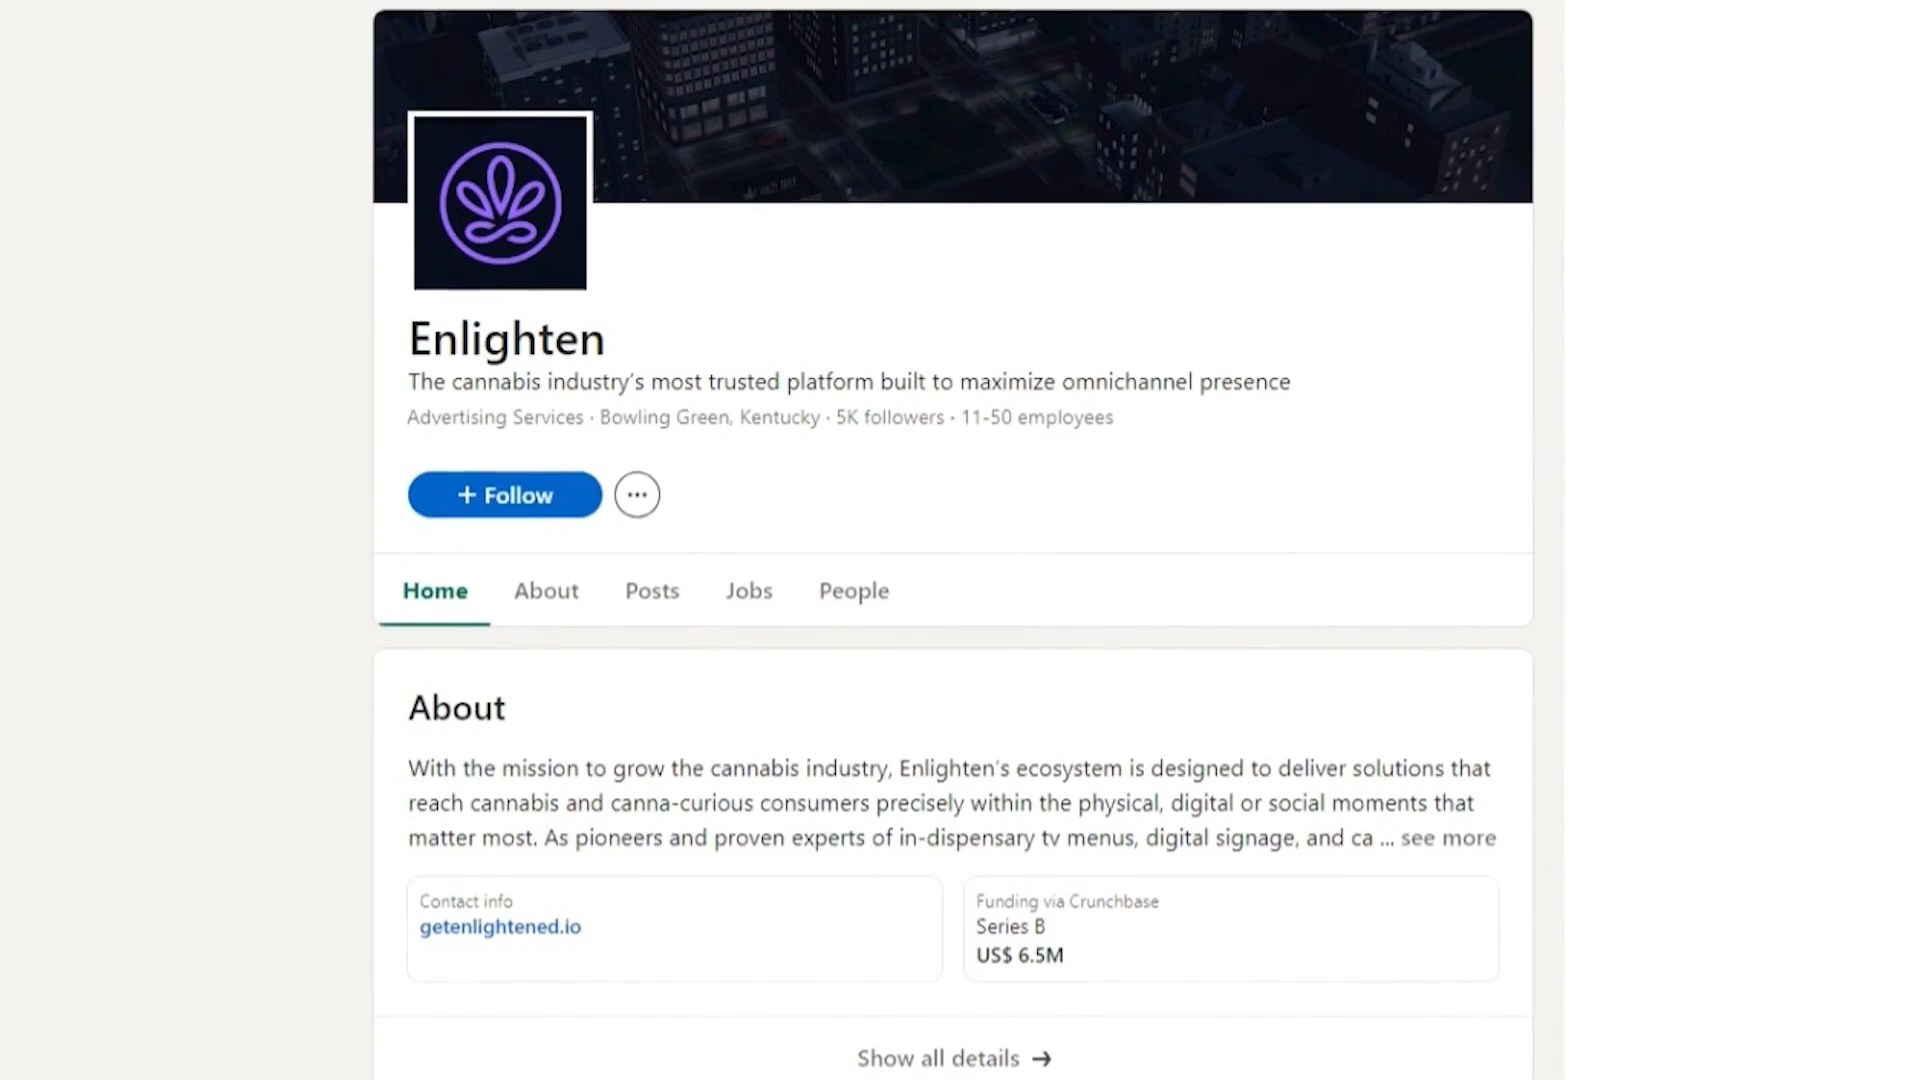 Enlighten
The cannabis industry's most trusted platform built to maximize omnichannel presence
Advertising Services · Bowling Green, Kentucky · 5K followers · 11-50 employees
+ Follow
···
Home About Posts Jobs People
About
With the mission to grow the cannabis industry, Enlighten's ecosystem is designed to deliver solutions that
reach cannabis and canna-curious consumers precisely within the physical, digital or social moments that
matter most. As pioneers and proven experts of in-dispensary tv menus, digital signage, and ca ... see more
Contact info
getenlightened.io
Funding via Crunchbase
Series B
US$ 6.5M
Show all details →